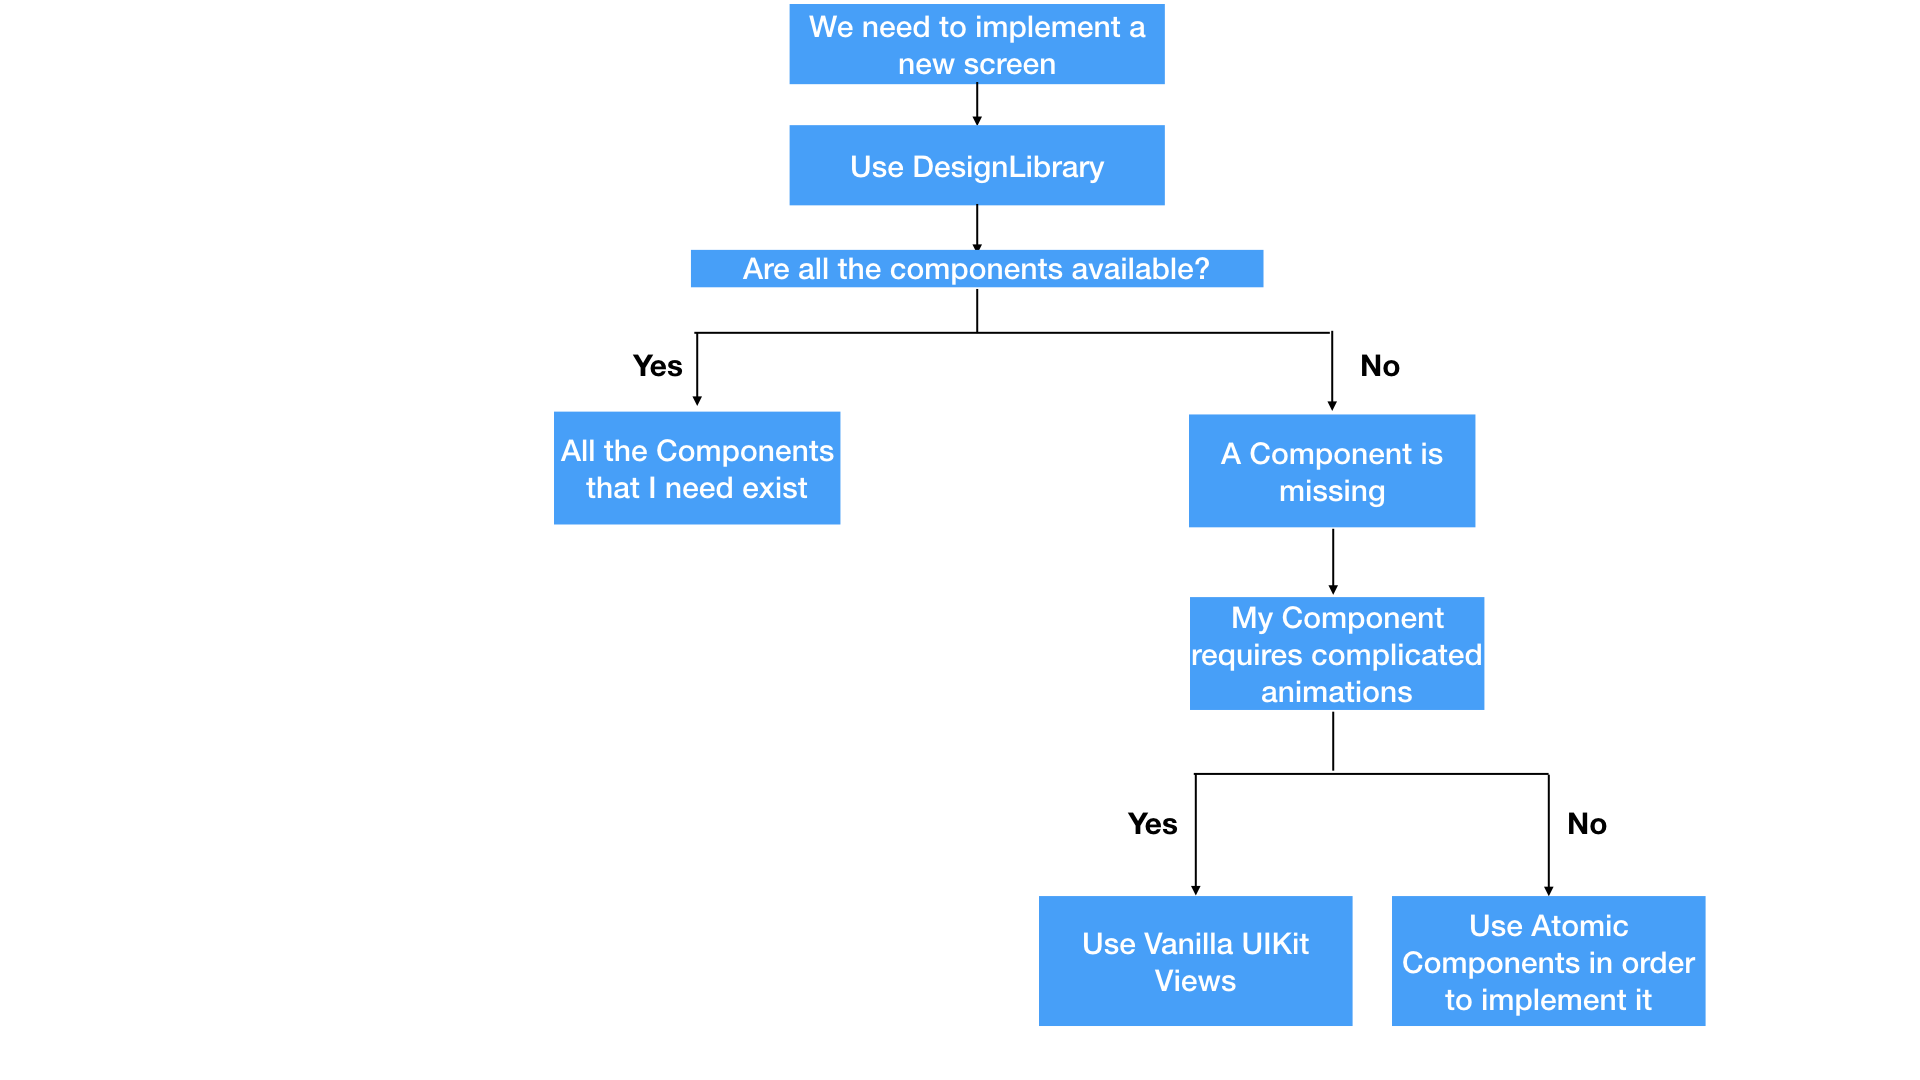 We need to implement a
new screen
Use DesignLibrary
Are all the components available?
Yes
No
All the Components
that I need exist
A Component is
missing
My Component
requires complicated
animations
Yes
No
Use Vanilla UIKit
Views
Use Atomic
Components in order
to implement it